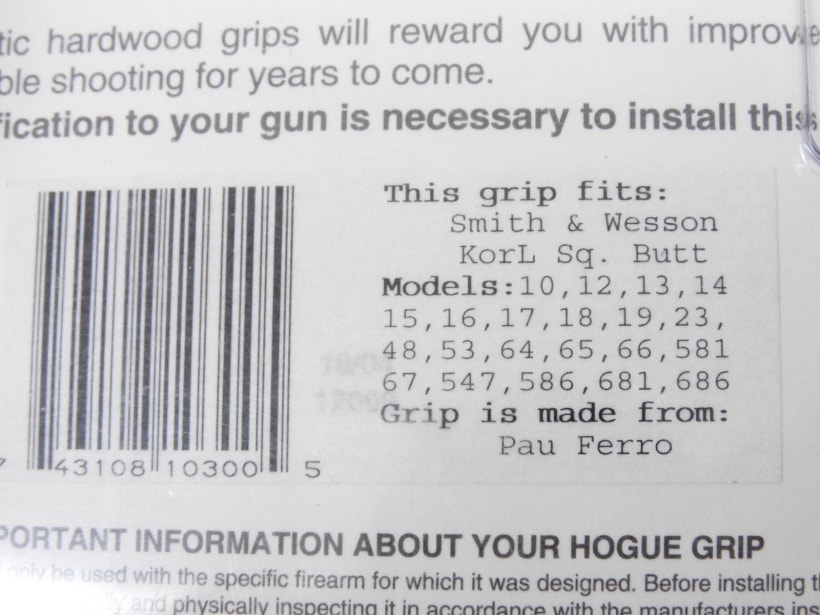 tic hardwood grips will reward you with improve
ble shooting for years to come.
fication to your gun is necessary to install this
This grip fits:
Smith & Wesson
KorL Sq. Butt
Models:10,12,13,14
15,16,17,18,19,23,
48,53,64,65,66,581
67,547,586,681,686
Grip is made from:
Pau Ferro
7 43108 10300 5
PORTANT INFORMATION ABOUT YOUR HOGUE GRIP
only be used with the specific firearm for which it was designed. Before installing
and physically inspecting it in accordance with the manufacturers ins